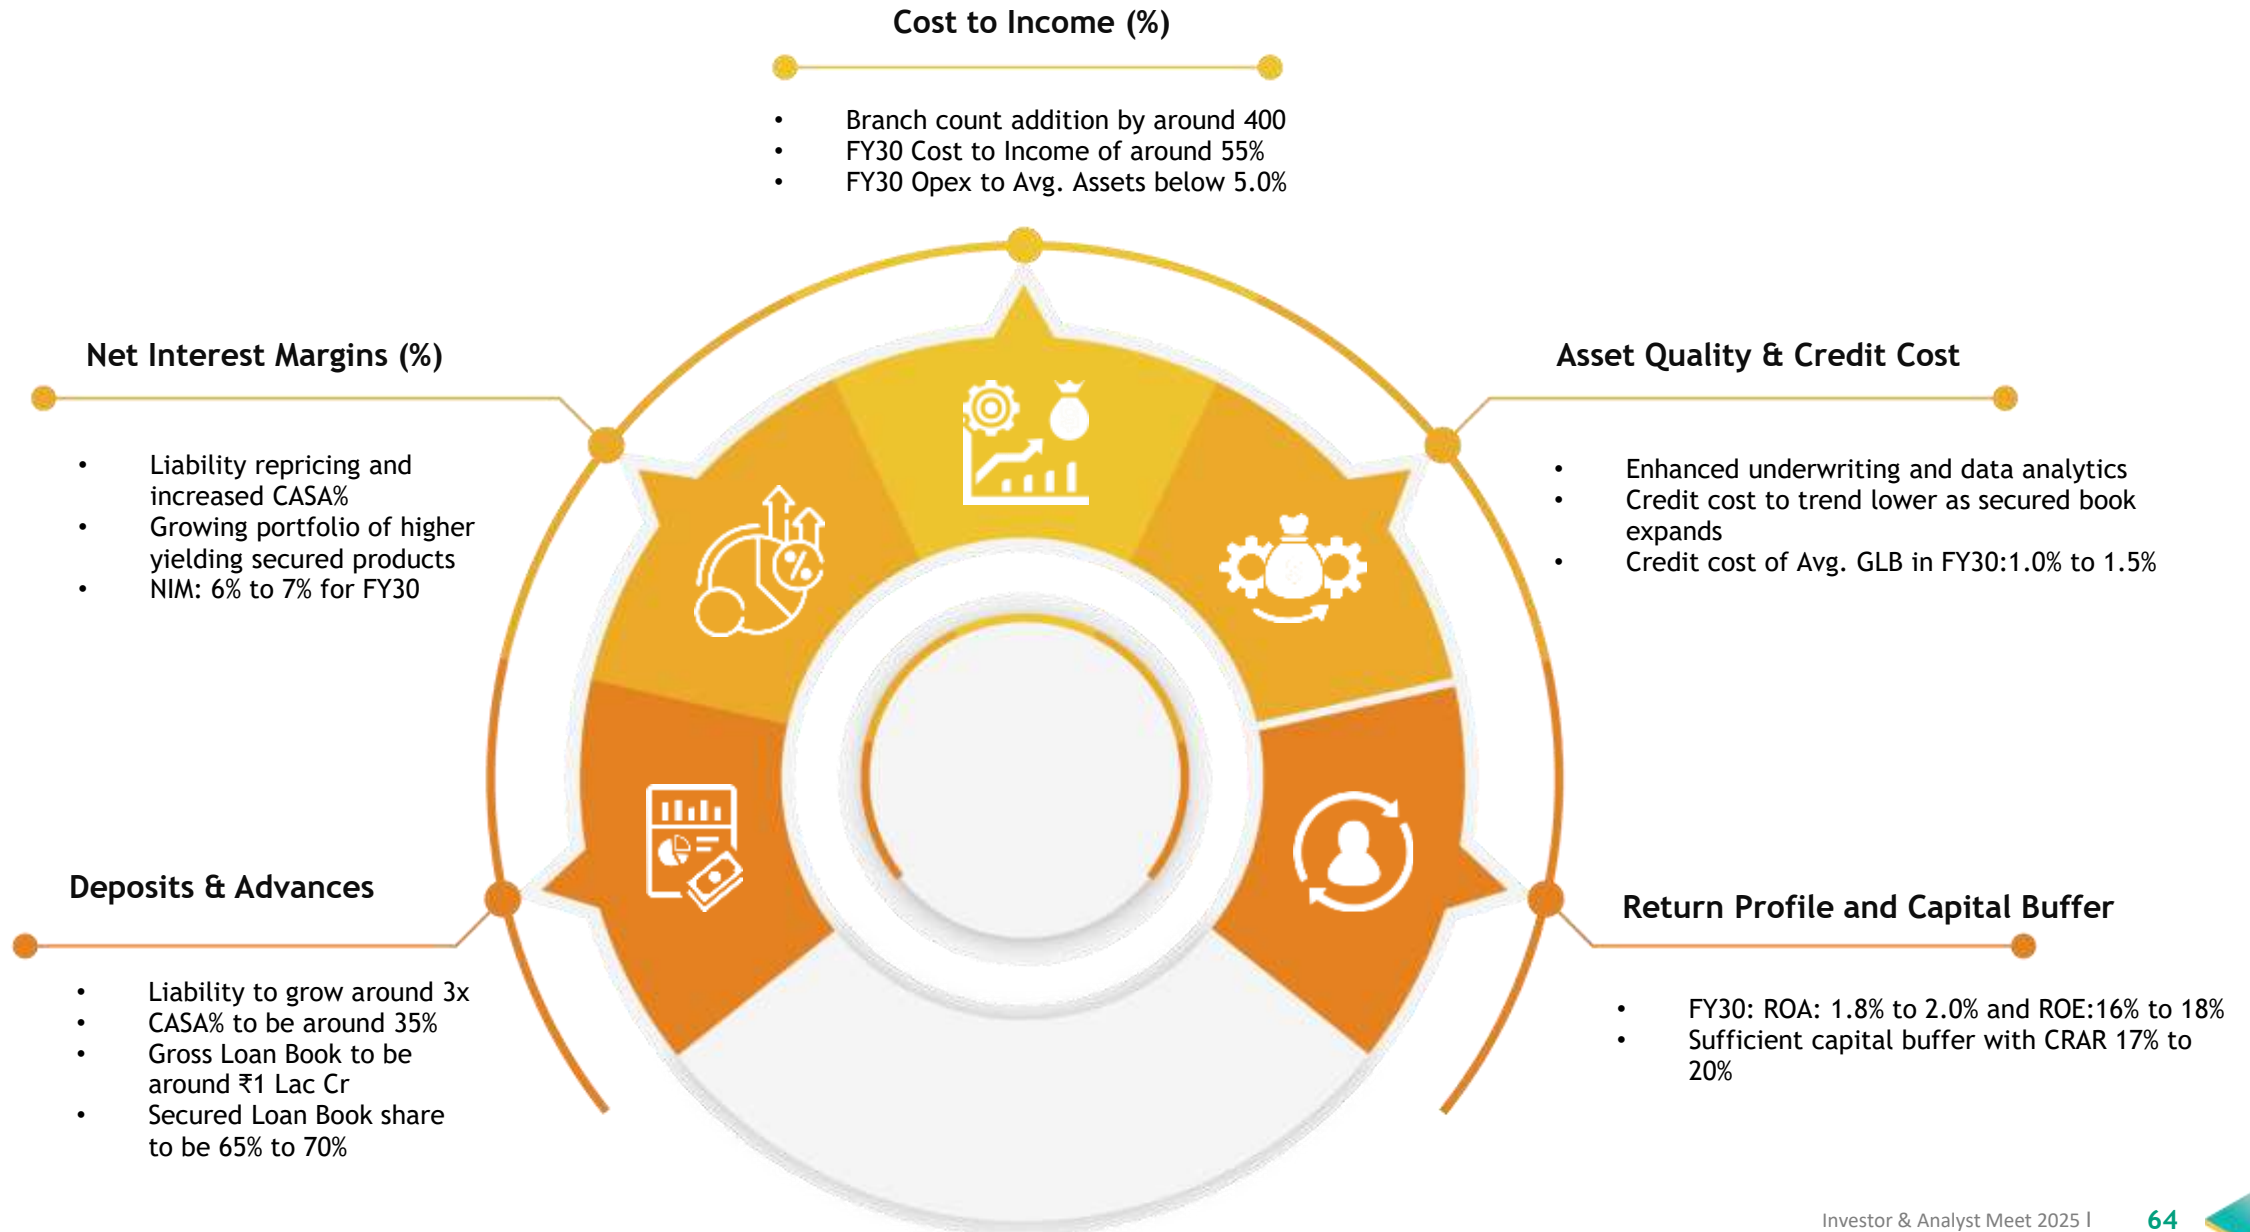 Cost to Income (%)
• Branch count addition by around 400
• FY30 Cost to Income of around 55%
• FY30 Opex to Avg. Assets below 5.0%
Net Interest Margins (%)
• Liability repricing and
increased CASA%
• Growing portfolio of higher
yielding secured products
• NIM: 6% to 7% for FY30
Asset Quality & Credit Cost
• Enhanced underwriting and data analytics
• Credit cost to trend lower as secured book
expands
• Credit cost of Avg. GLB in FY30:1.0% to 1.5%
Deposits & Advances
• Liability to grow around 3x
• CASA% to be around 35%
• Gross Loan Book to be
around ₹1 Lac Cr
• Secured Loan Book share
to be 65% to 70%
Return Profile and Capital Buffer
• FY30: ROA: 1.8% to 2.0% and ROE:16% to 18%
• Sufficient capital buffer with CRAR 17% to
20%
Investor & Analyst Meet 2025 | 64